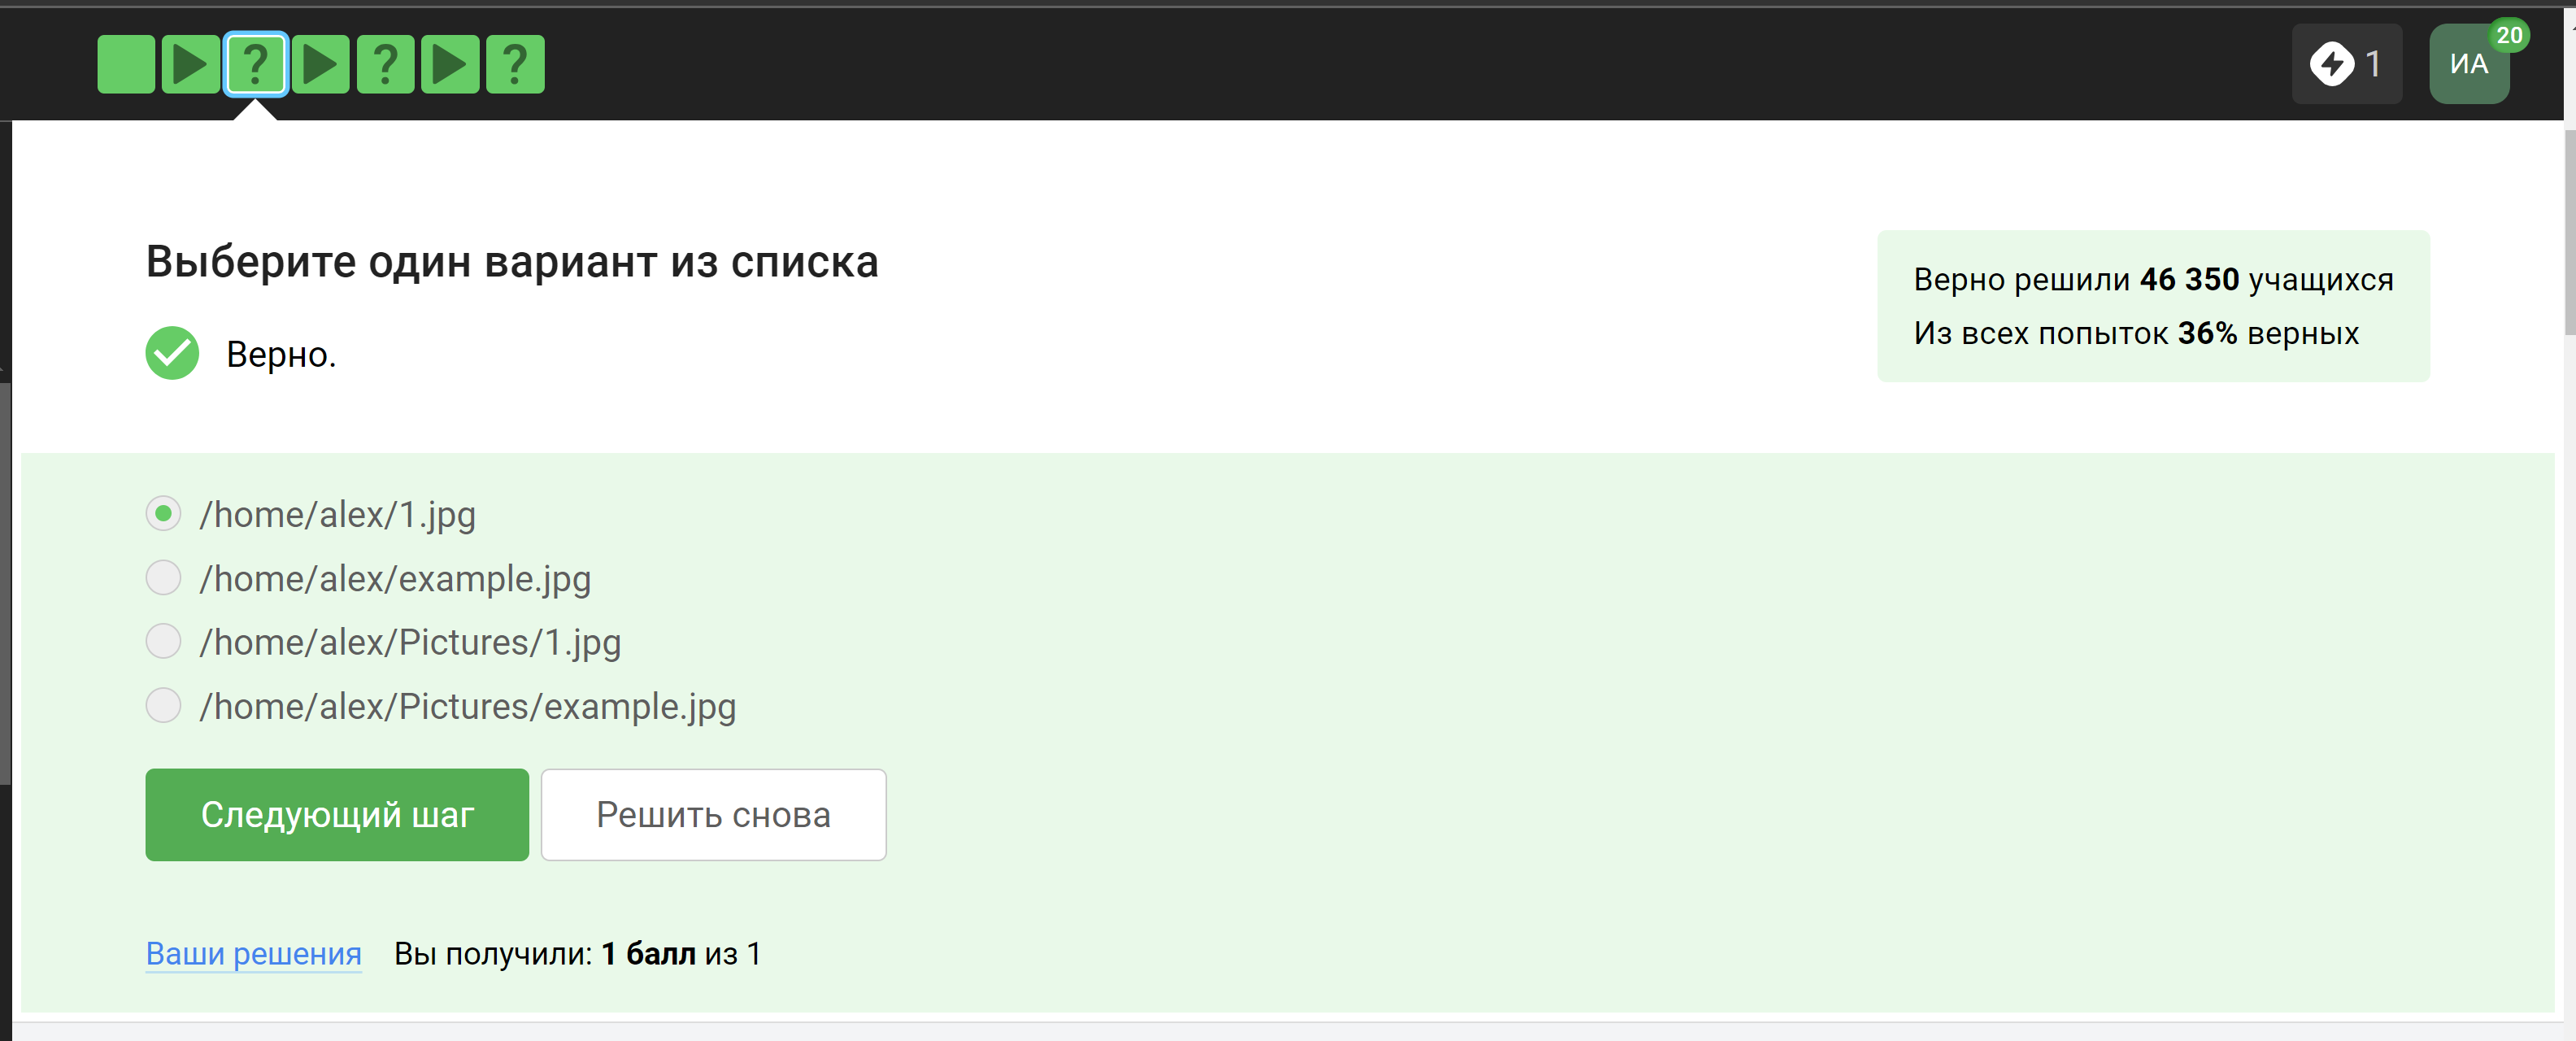 ? ? ?
1
ИА
20
Выберите один вариант из списка
Верно.
Верно решили 46 350 учащихся
Из всех попыток 36% верных
/home/alex/1.jpg
/home/alex/example.jpg
/home/alex/Pictures/1.jpg
/home/alex/Pictures/example.jpg
Следующий шаг
Решить снова
Ваши решения Вы получили: 1 балл из 1